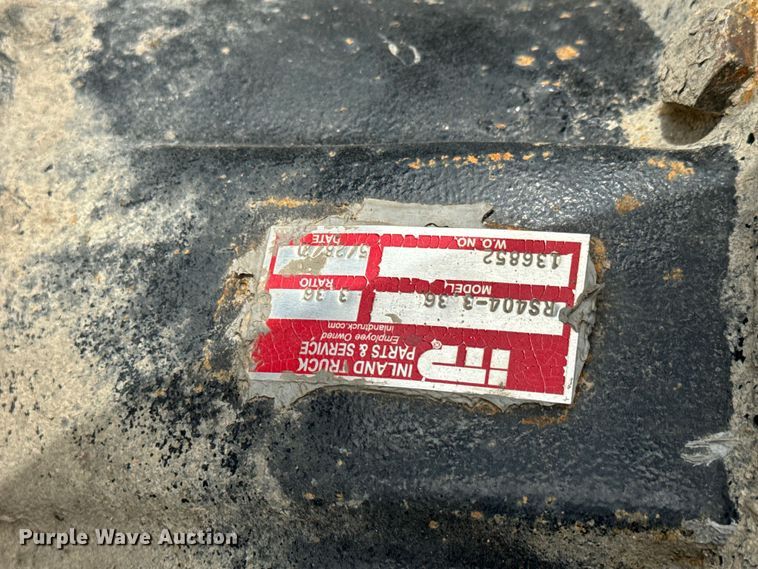 iTP®
INLAND TRUCK
PARTS & SERVICE
Employee Owned
inlandtruck.com
RS404-3 36 3 36
MODEL RATIO
136852
W.O. NO. DATE
Purple Wave Auction®